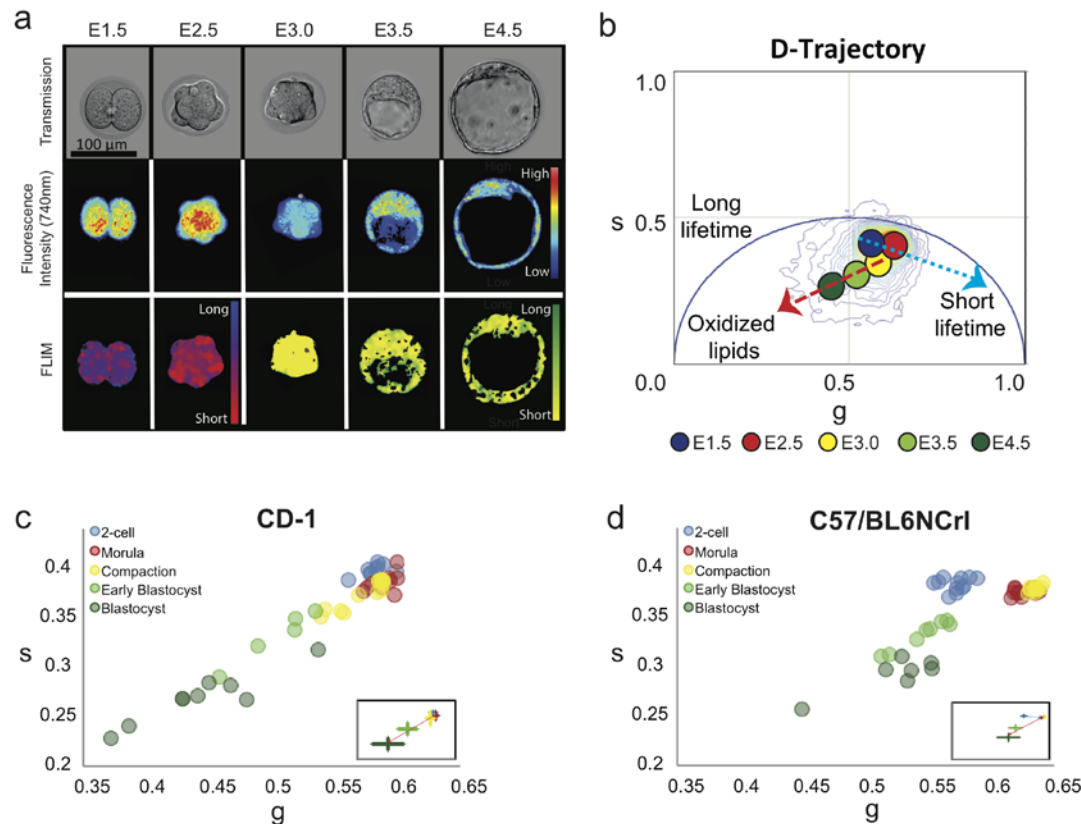 a
E1.5 E2.5 E3.0 E3.5 E4.5
Transmission
100 µm
Fluorescence
Intensity (740nm)
High
High
Low
Low
FLIM
Long
Short
Long
Long
Short
Short
b
D-Trajectory
1.0
s
0.5
Long
lifetime
Oxidized
lipids
Short
lifetime
0.0 0.5 1.0
g
E1.5 E2.5 E3.0 E3.5 E4.5
c
CD-1
2-cell
Morula
Compaction
Early Blastocyst
Blastocyst
0.4
0.35
s
0.3
0.25
0.2
0.35 0.4 0.45 0.5 0.55 0.6 0.65
g
d
C57/BL6NCrl
2-cell
Morula
Compaction
Early Blastocyst
Blastocyst
0.4
0.35
s
0.3
0.25
0.2
0.35 0.4 0.45 0.5 0.55 0.6 0.65
g